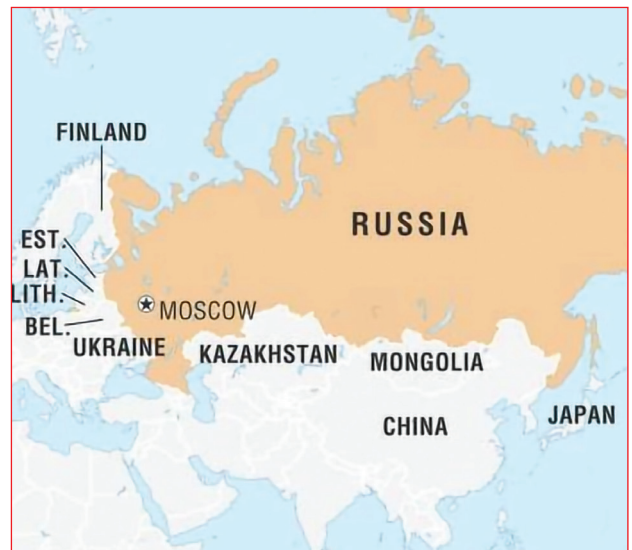 FINLAND
RUSSIA
EST.
LAT.
LITH.
MOSCOW
BEL.
UKRAINE
KAZAKHSTAN
MONGOLIA
JAPAN
CHINA